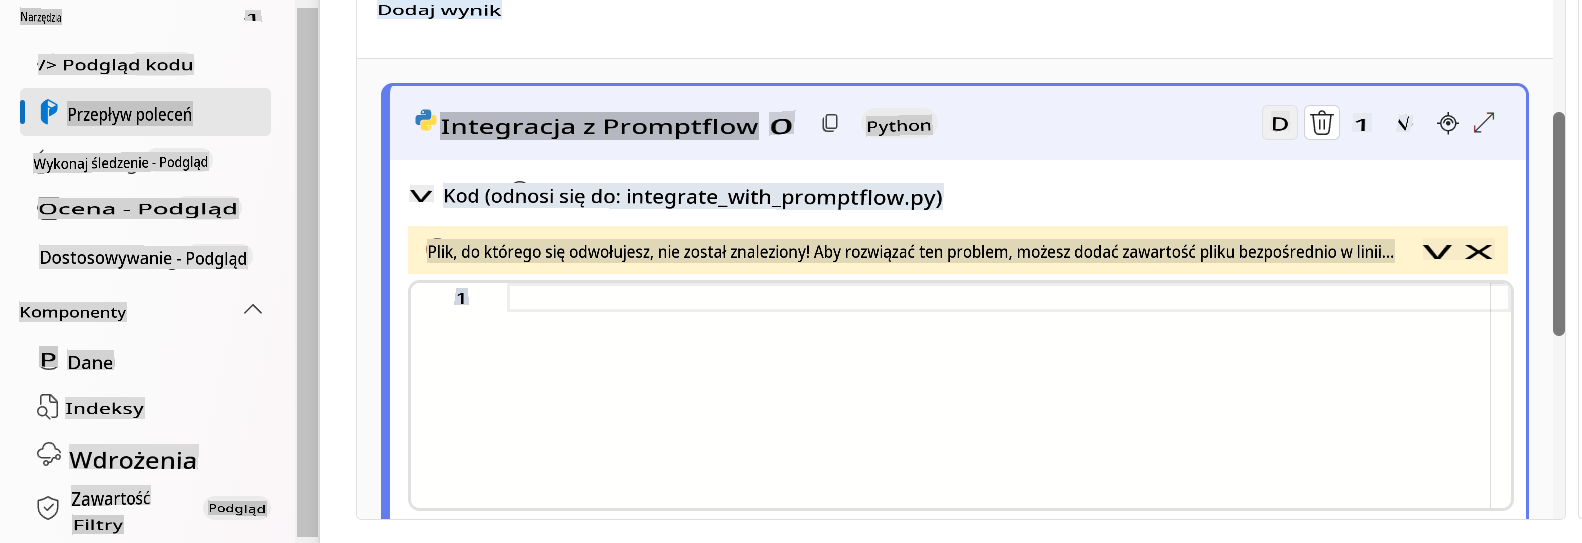 Narzędzia
</> Podgląd kodu
Przepływ poleceń
Wykonaj śledzenie - Podgląd
Ocena - Podgląd
Dostosowywanie - Podgląd
Komponenty
P Dane
Indeksy
Wdrożenia
Zawartość
Filtry
Podgląd
Dodaj wynik
Integracja z Promptflow O
Python
D
1
√
Kod (odnosi się do: integrate_with_promptflow.py)
Plik, do którego się odwołujesz, nie został znaleziony! Aby rozwiązać ten problem, możesz dodać zawartość pliku bezpośrednio w linii...
1